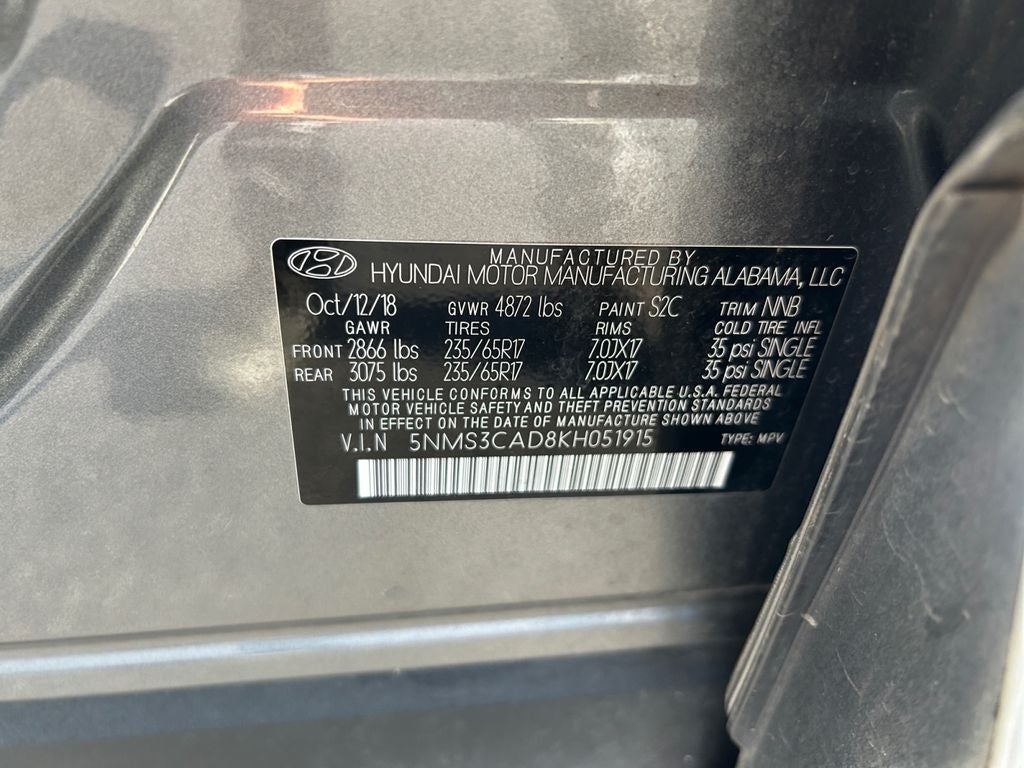 MANUFACTURED BY
HYUNDAI MOTOR MANUFACTURING ALABAMA, LLC
Oct/12/18 GVWR 4872 lbs PAINT S2C TRIM NNB
GAWR TIRES RIMS COLD TIRE INFL
FRONT 2866 lbs 235/65R17 7.0JX17 35 psi SINGLE
REAR 3075 lbs 235/65R17 7.0JX17 35 psi SINGLE
THIS VEHICLE CONFORMS TO ALL APPLICABLE U.S.A. FEDERAL
MOTOR VEHICLE SAFETY AND THEFT PREVENTION STANDARDS
IN EFFECT ON THE DATE OF MANUFACTURE SHOWN ABOVE
V.I.N 5NMS3CAD8KH051915 TYPE: MPV